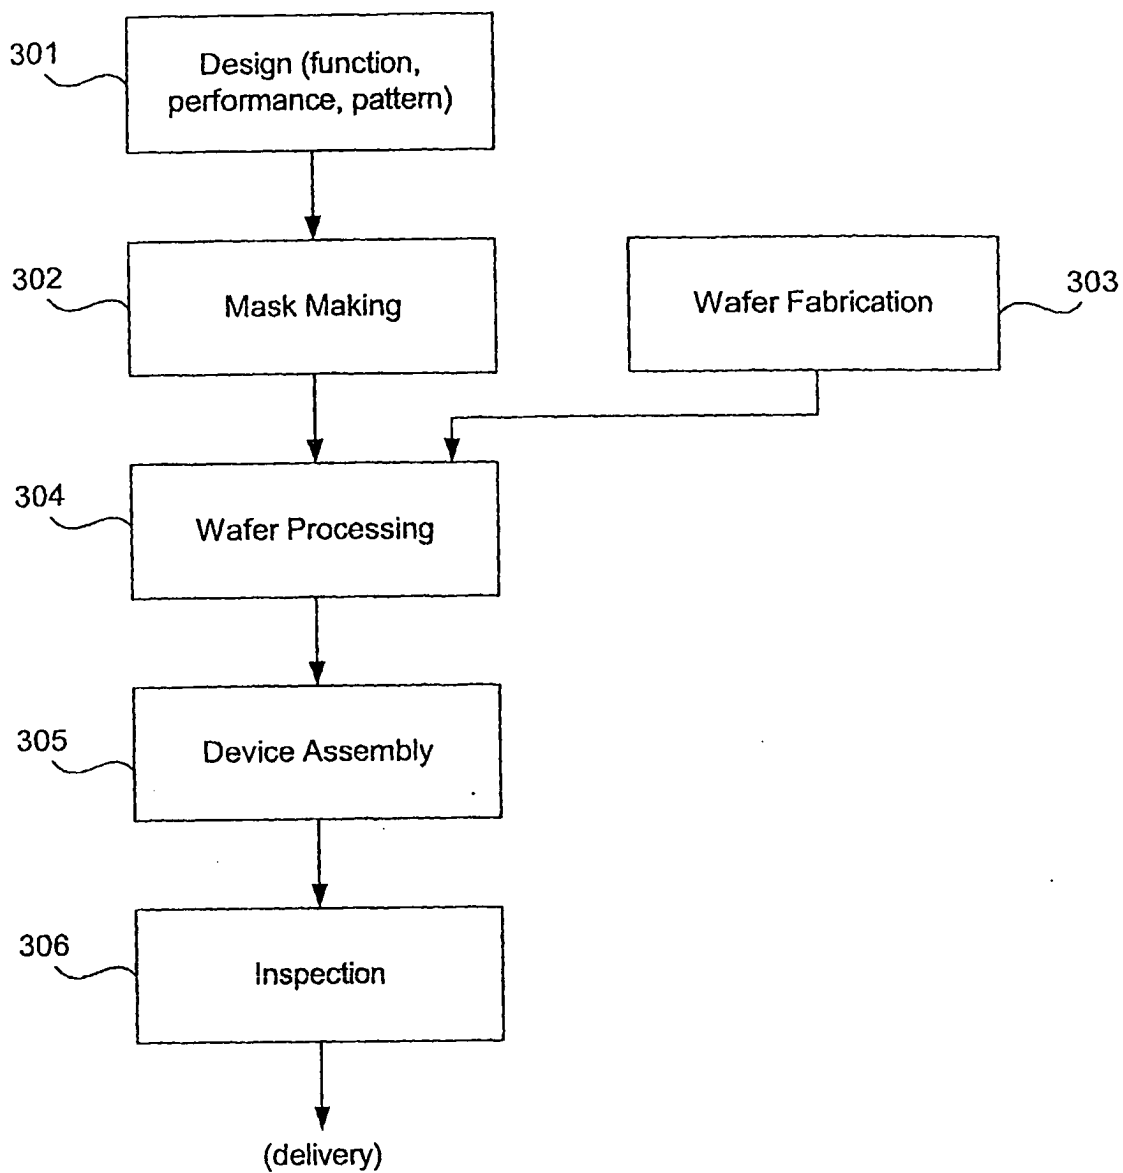 301
Design (function,
performance, pattern)
302
Mask Making
Wafer Fabrication
303
304
Wafer Processing
305
Device Assembly
306
Inspection
(delivery)